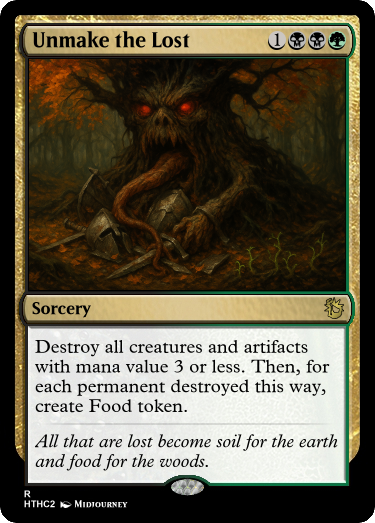 Unmake the Lost 1
Sorcery
Destroy all creatures and artifacts
with mana value 3 or less. Then, for
each permanent destroyed this way,
create Food token.
All that are lost become soil for the earth
and food for the woods.
R
HTHC2 MIDJOURNEY